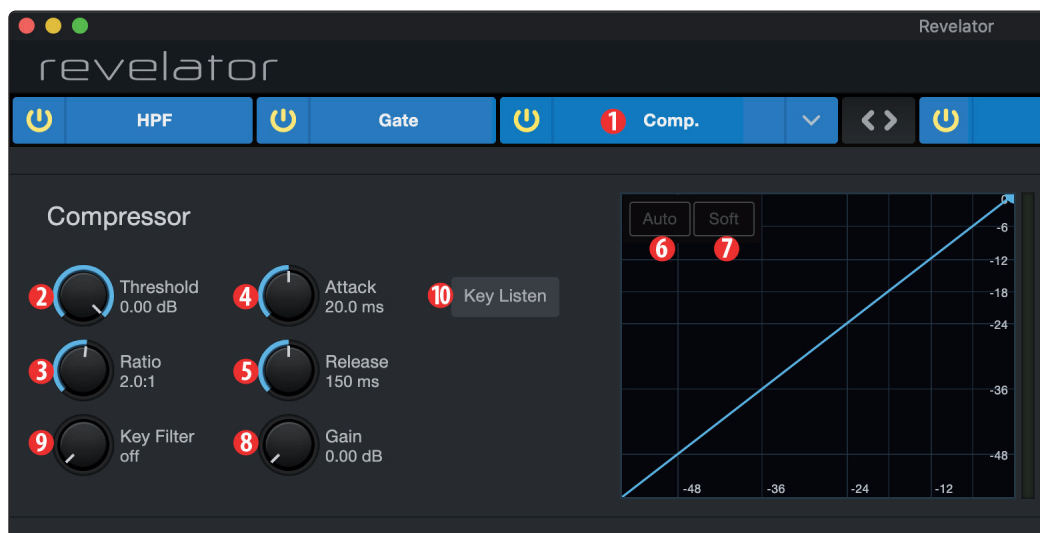 Revelator
revelator
HPF
Gate
1 Comp.
Compressor
2 Threshold
0.00 dB
4 Attack
20.0 ms
10 Key Listen
3 Ratio
2.0:1
5 Release
150 ms
9 Key Filter
off
8 Gain
0.00 dB
Auto
Soft
6
7
0
-6
-12
-18
-24
-36
-48
-48
-36
-24
-12